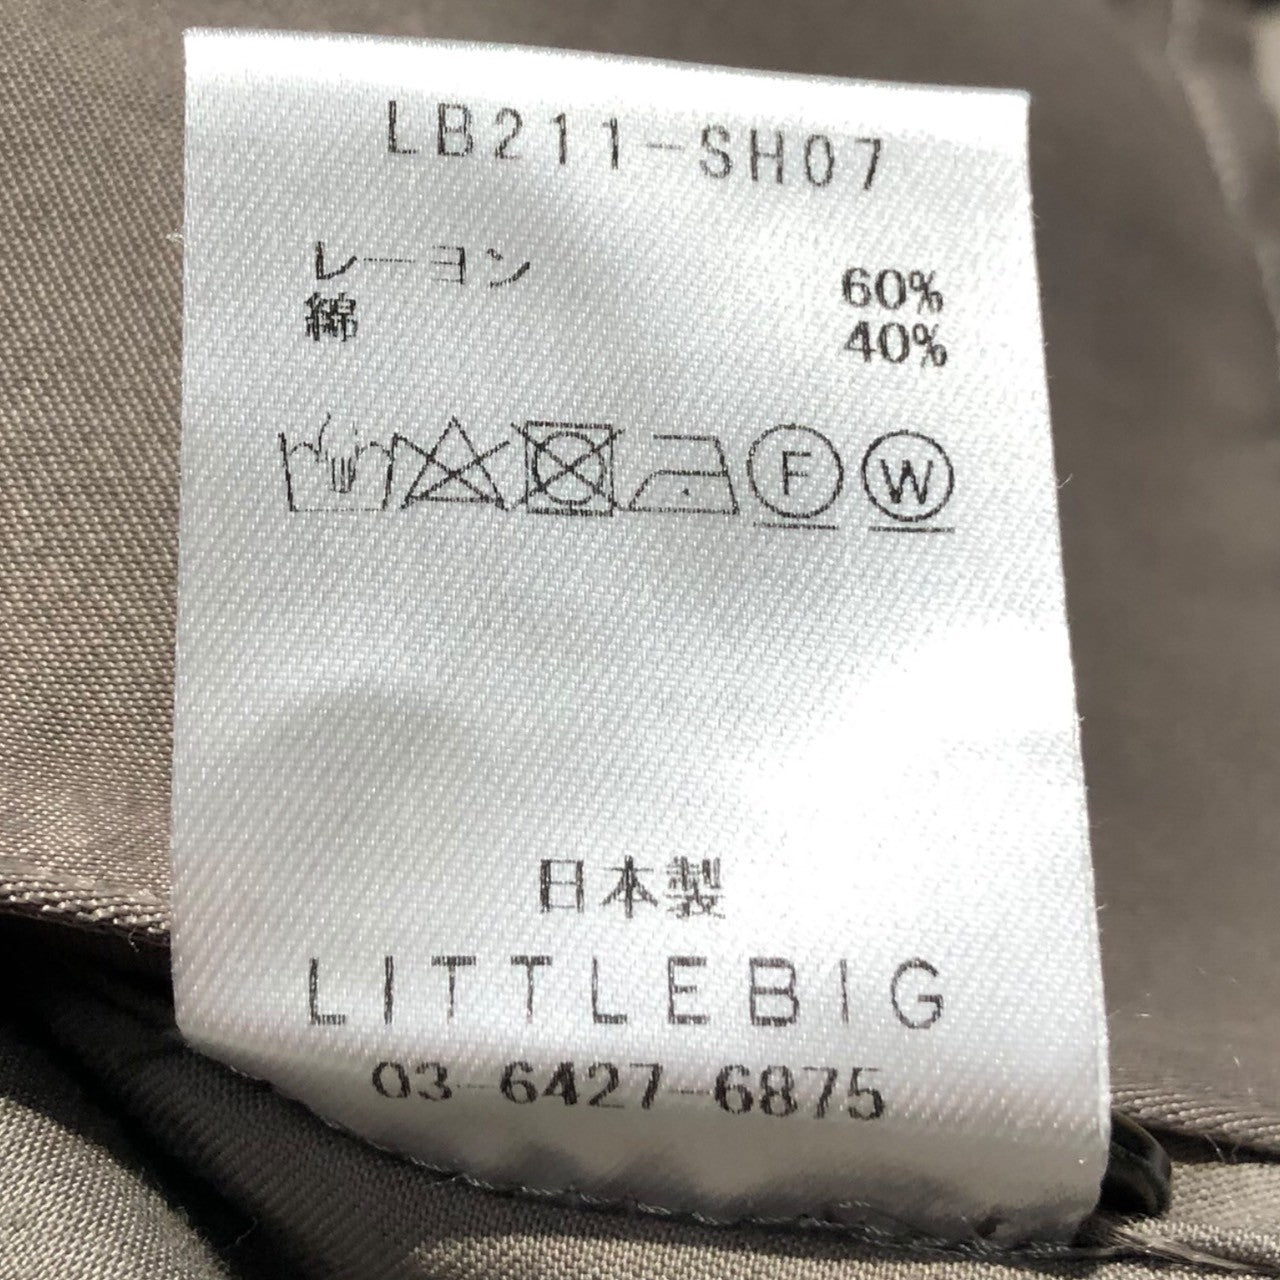 LB211-SH07
レーヨン 60%
綿 40%
F W
日本製
LITTLEBIG
03-6427-6875